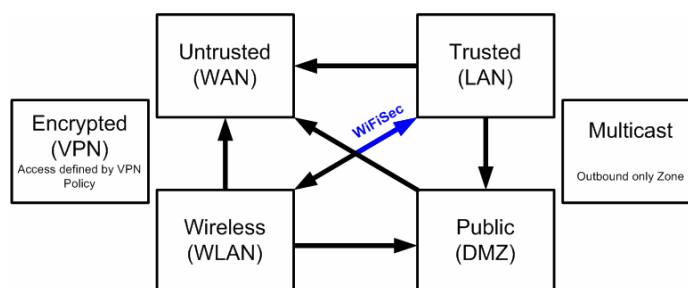 Untrusted
(WAN)
Trusted
(LAN)
WiFiSec
Encrypted
(VPN)
Access defined by VPN
Policy
Multicast
Outbound only Zone
Wireless
(WLAN)
Public
(DMZ)